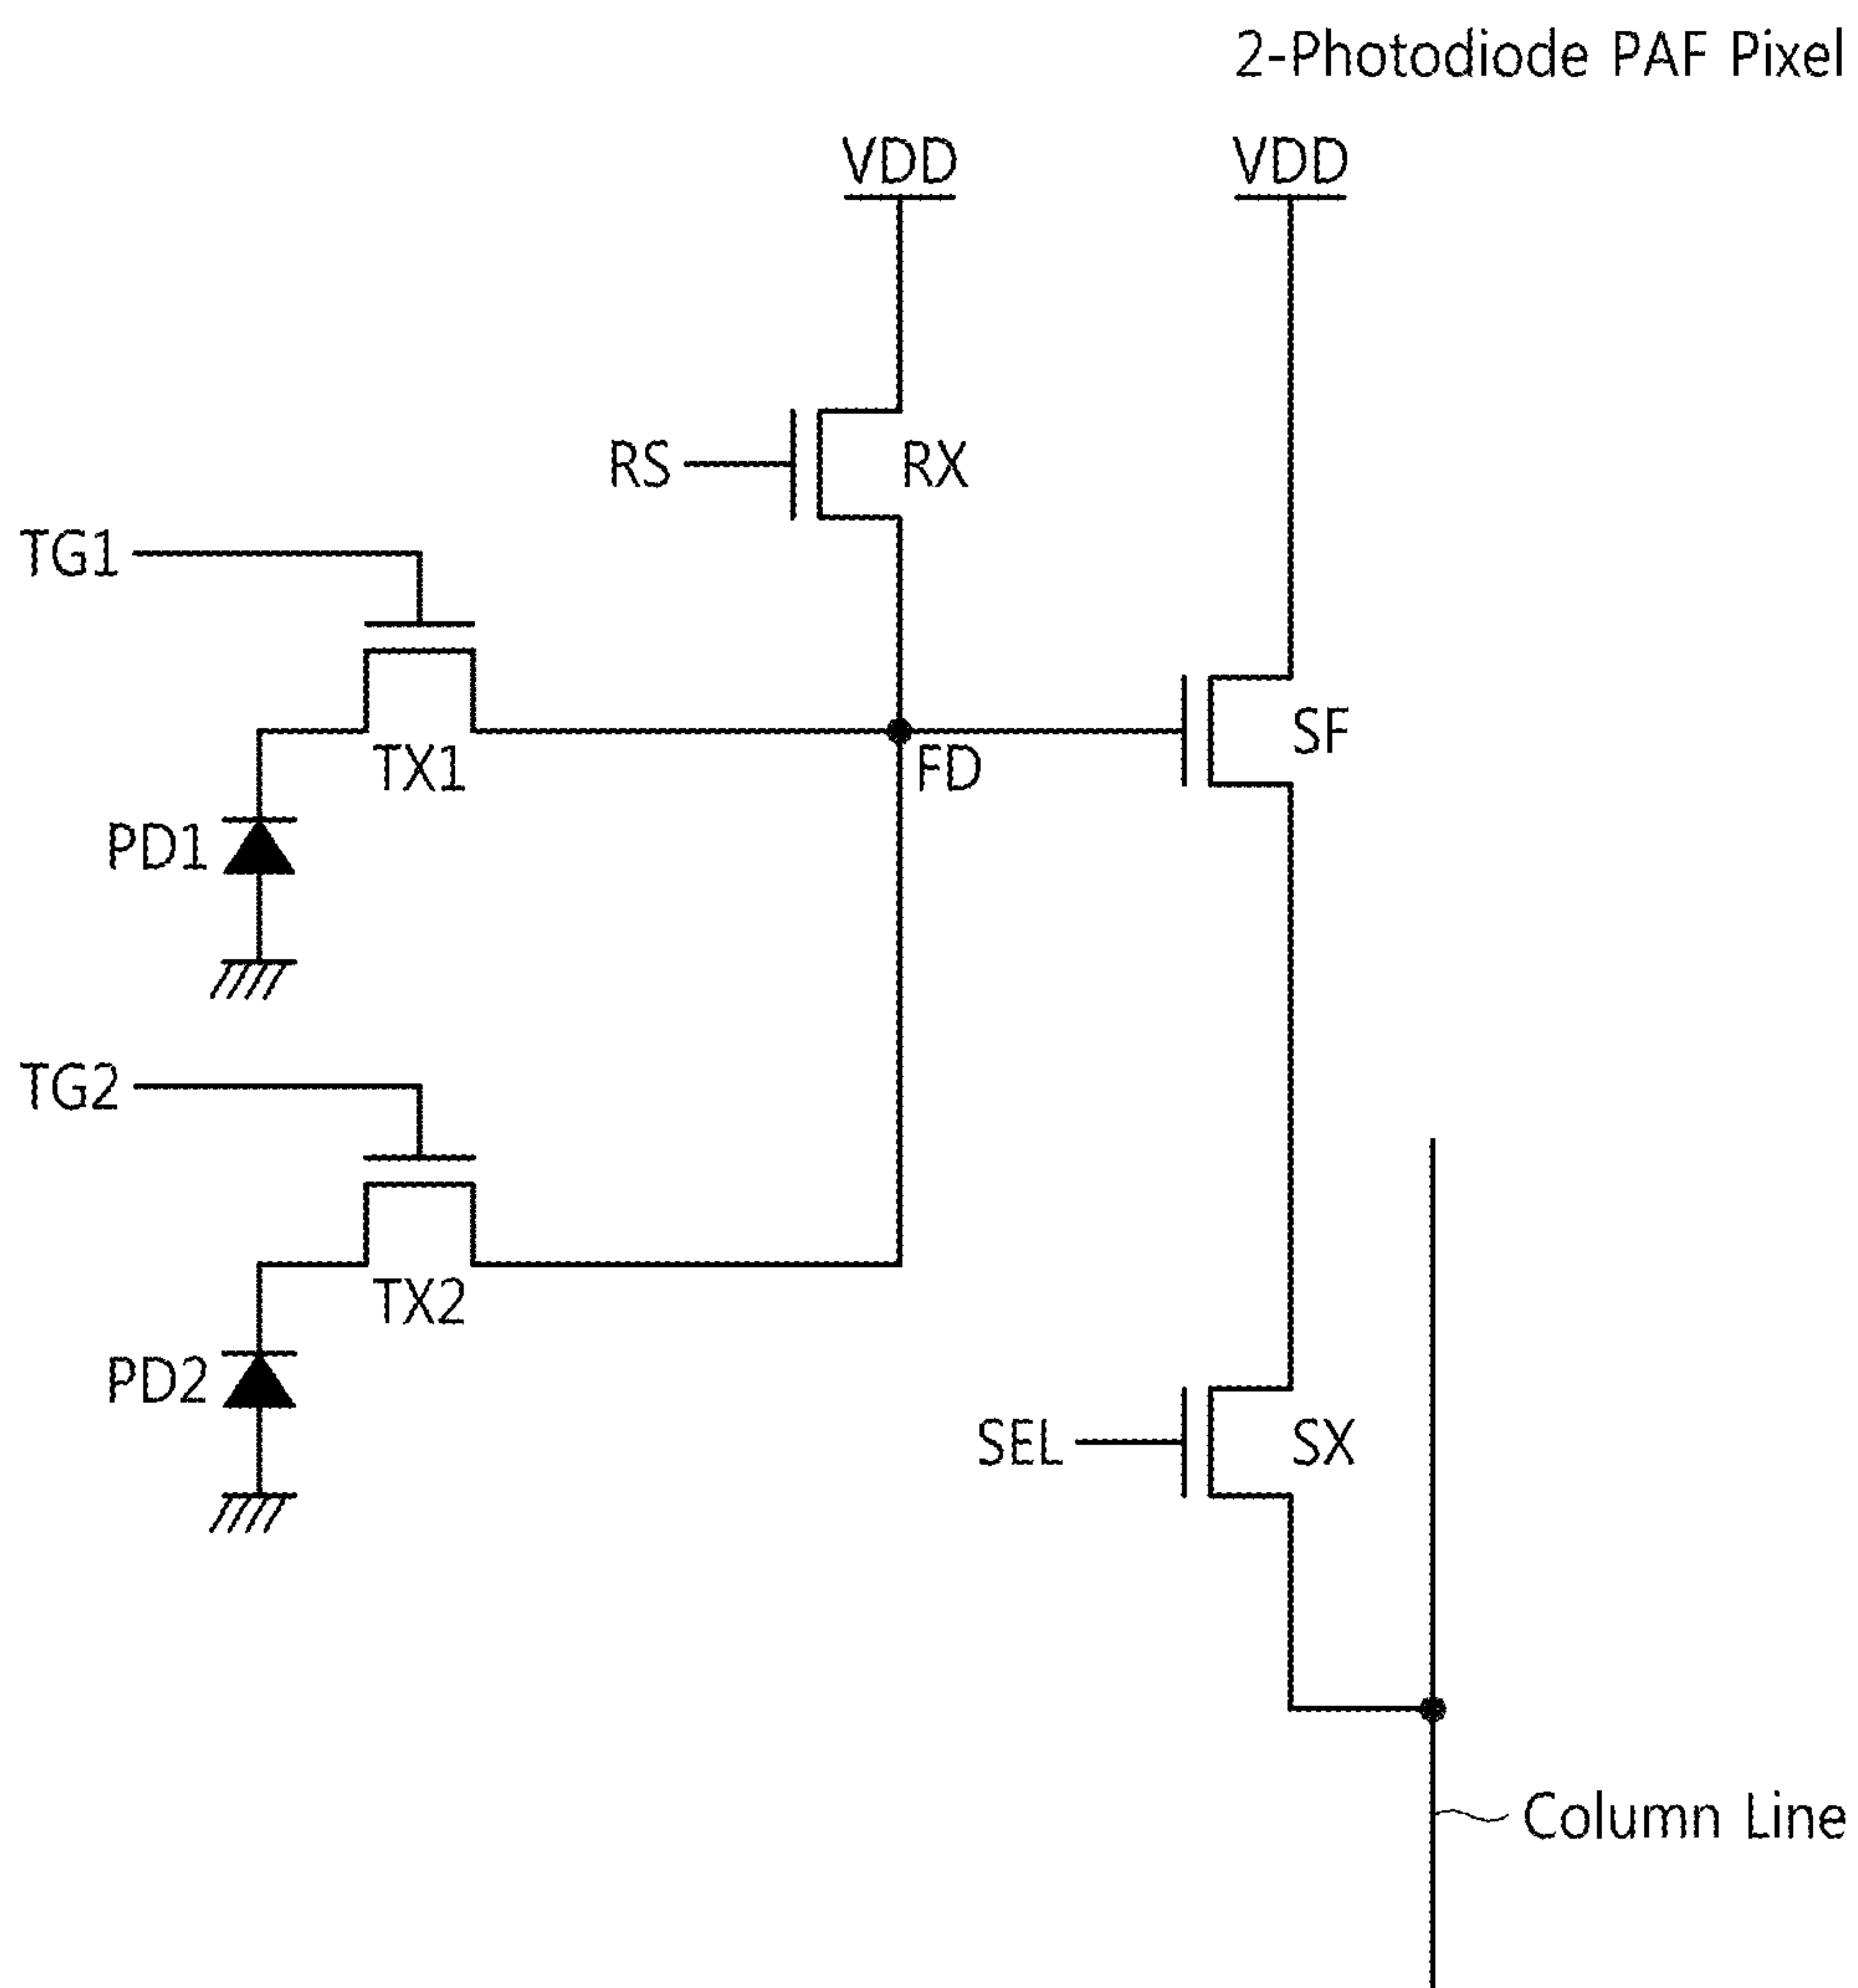 2-Photodiode PAF Pixel
VDD
VDD
RS
RX
TG1
TX1
FD
SF
PD1
TG2
TX2
PD2
SEL
SX
Column Line